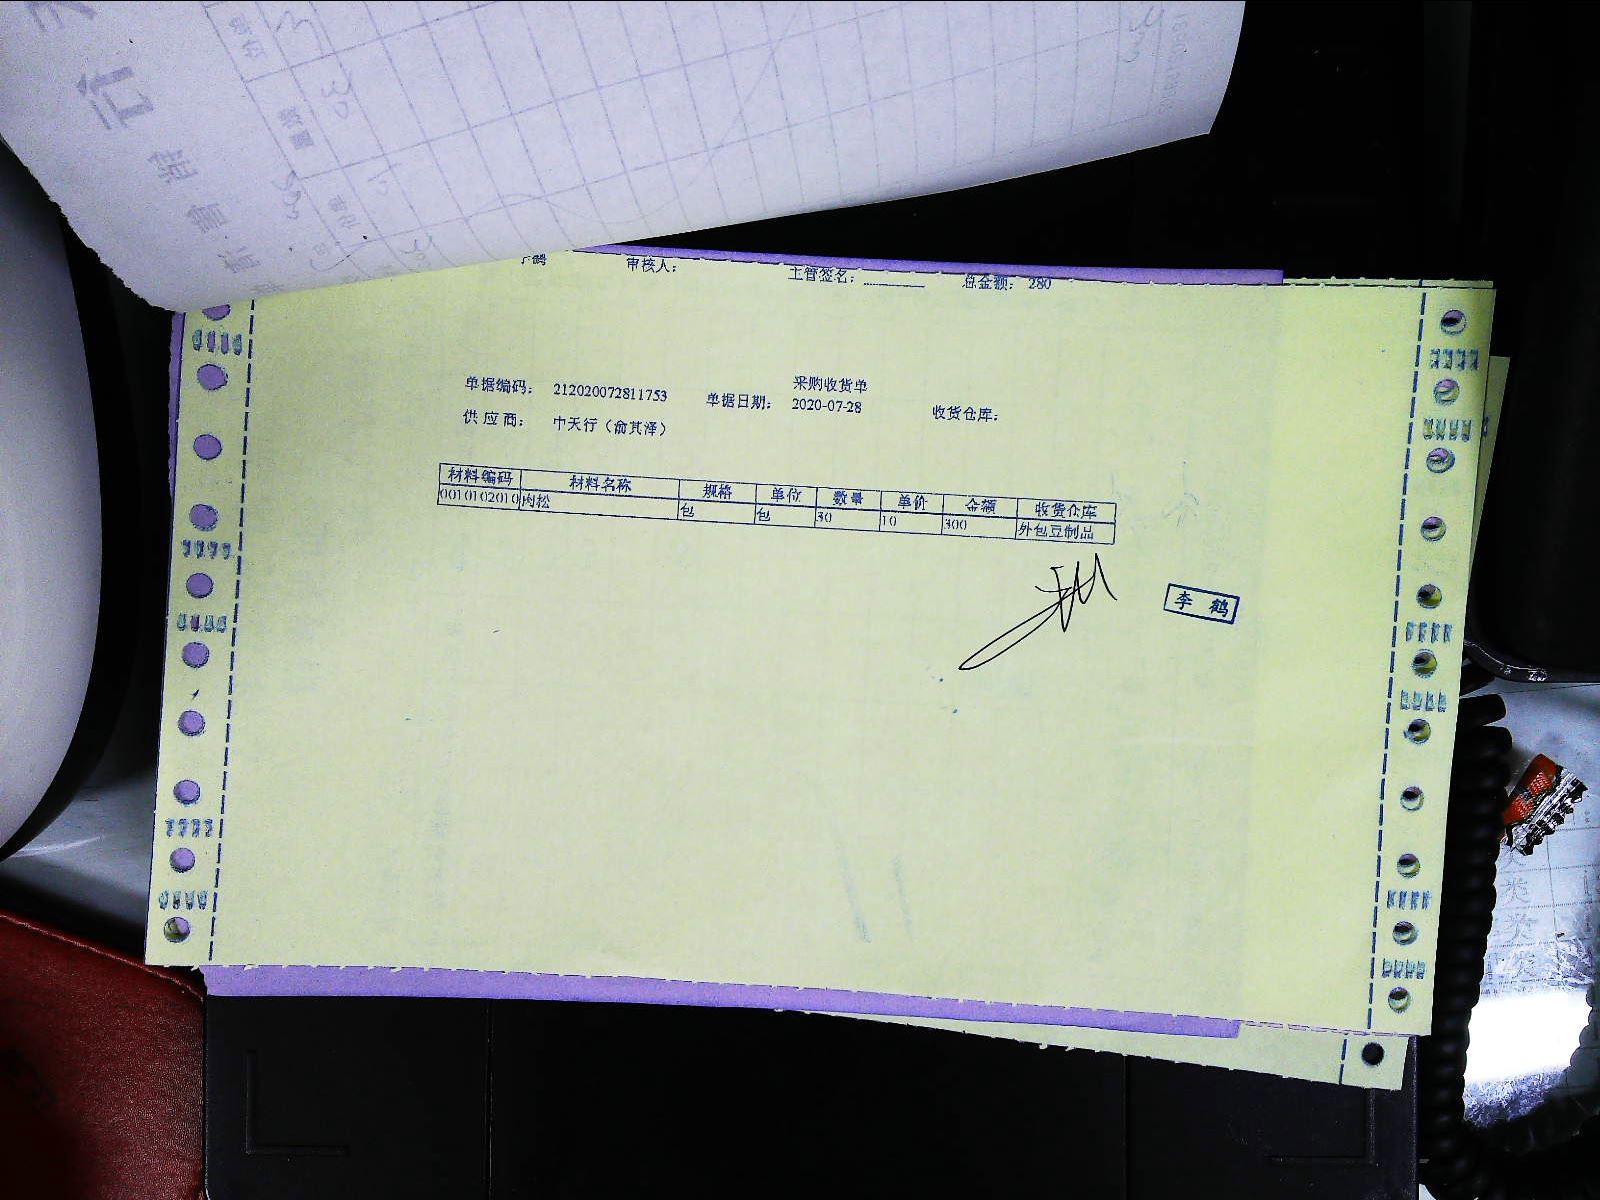 鹤 审核人: 主管签名: 总金额: 280
采购收货单
单据编码: 212020072811753 单据日期: 2020-07-28 收货仓库:
供应商: 中天行（俞其泽）
材料编码 材料名称 规格 单位 数量 单价 金额 收货仓库
0010102010 肉松 包 包 30 10 300 外包豆制品
李鹤